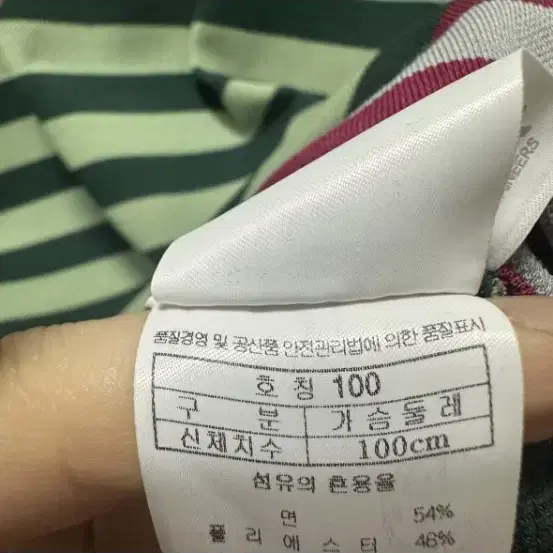 NEERS
품질경영 및 공산품 안전관리법에 의한 품질표시
호 칭 100
구 분 가슴둘레
신체치수 100cm
섬유의 혼용율
면 54%
폴리에스터 46%